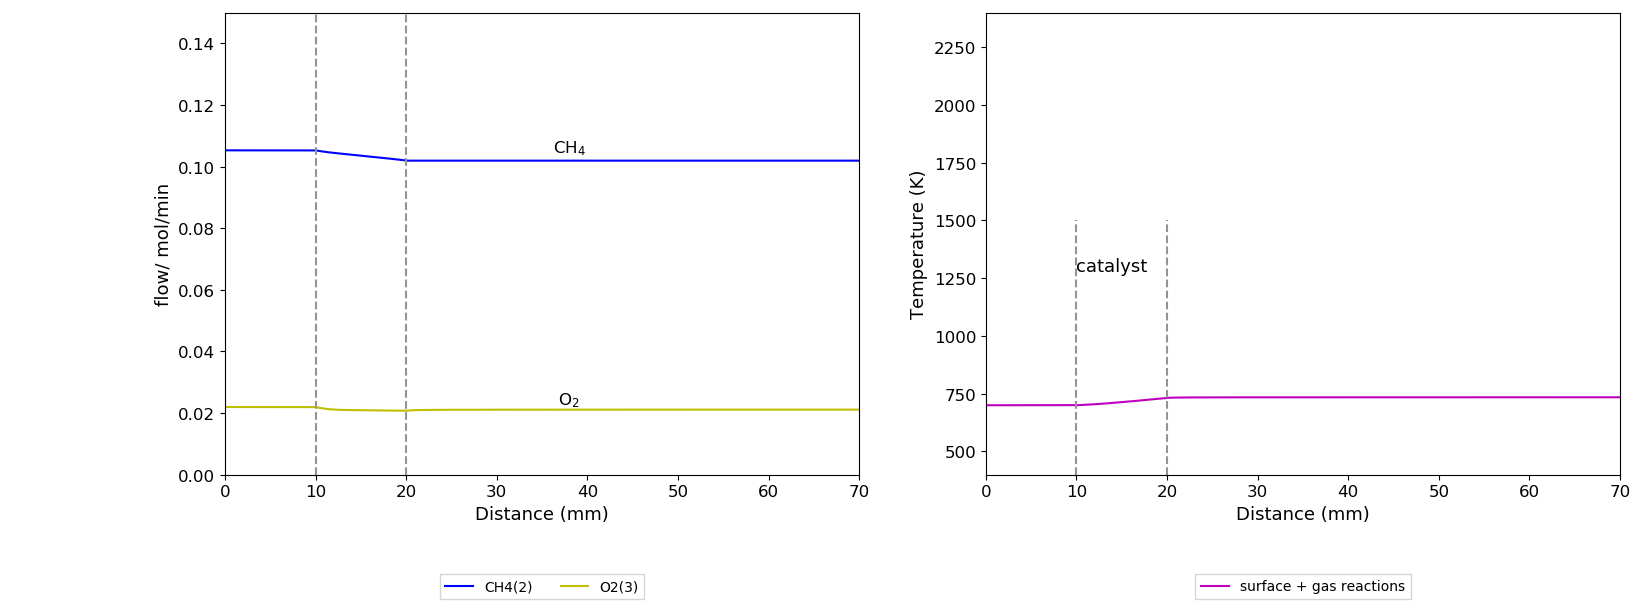 0.14
0.12
0.10
0.08
0.06
0.04
0.02
0.00
flow/ mol/min
CH₄
O₂
0 10 20 30 40 50 60 70
Distance (mm)
CH4(2) O2(3)
2250
2000
1750
1500
1250
1000
750
500
Temperature (K)
catalyst
0 10 20 30 40 50 60 70
Distance (mm)
surface + gas reactions